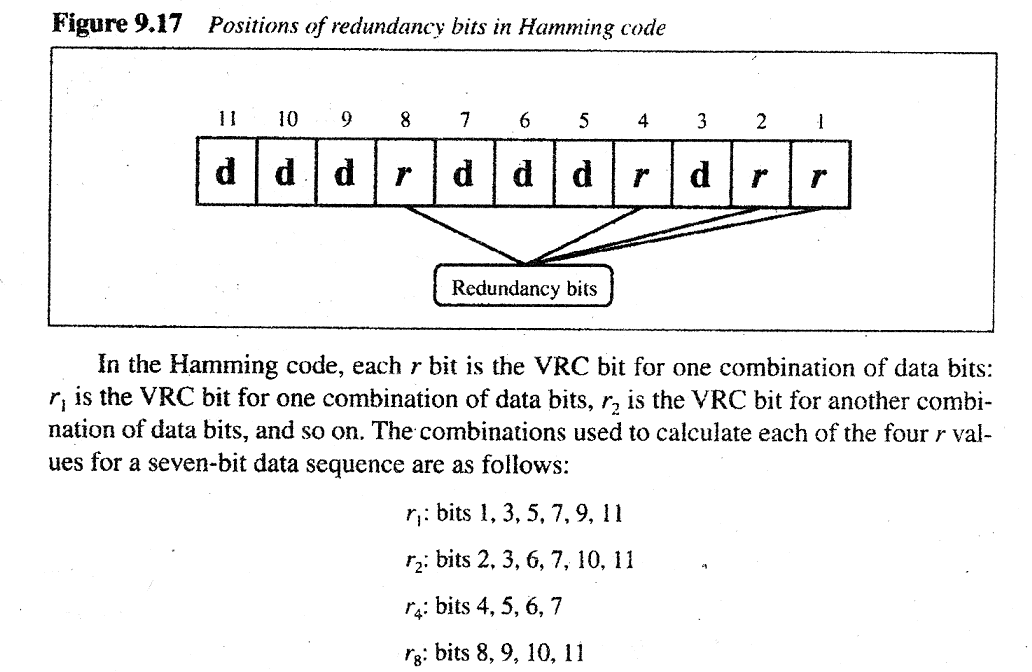 Figure 9.17 Positions of redundancy bits in Hamming code
11 10 9 8 7 6 5 4 3 2 1
d d d r d d d r d r r
Redundancy bits
In the Hamming code, each r bit is the VRC bit for one combination of data bits:
r₁ is the VRC bit for one combination of data bits, r₂ is the VRC bit for another combi-
nation of data bits, and so on. The combinations used to calculate each of the four r val-
ues for a seven-bit data sequence are as follows:
r₁: bits 1, 3, 5, 7, 9, 11
r₂: bits 2, 3, 6, 7, 10, 11
r₄: bits 4, 5, 6, 7
r₈: bits 8, 9, 10, 11